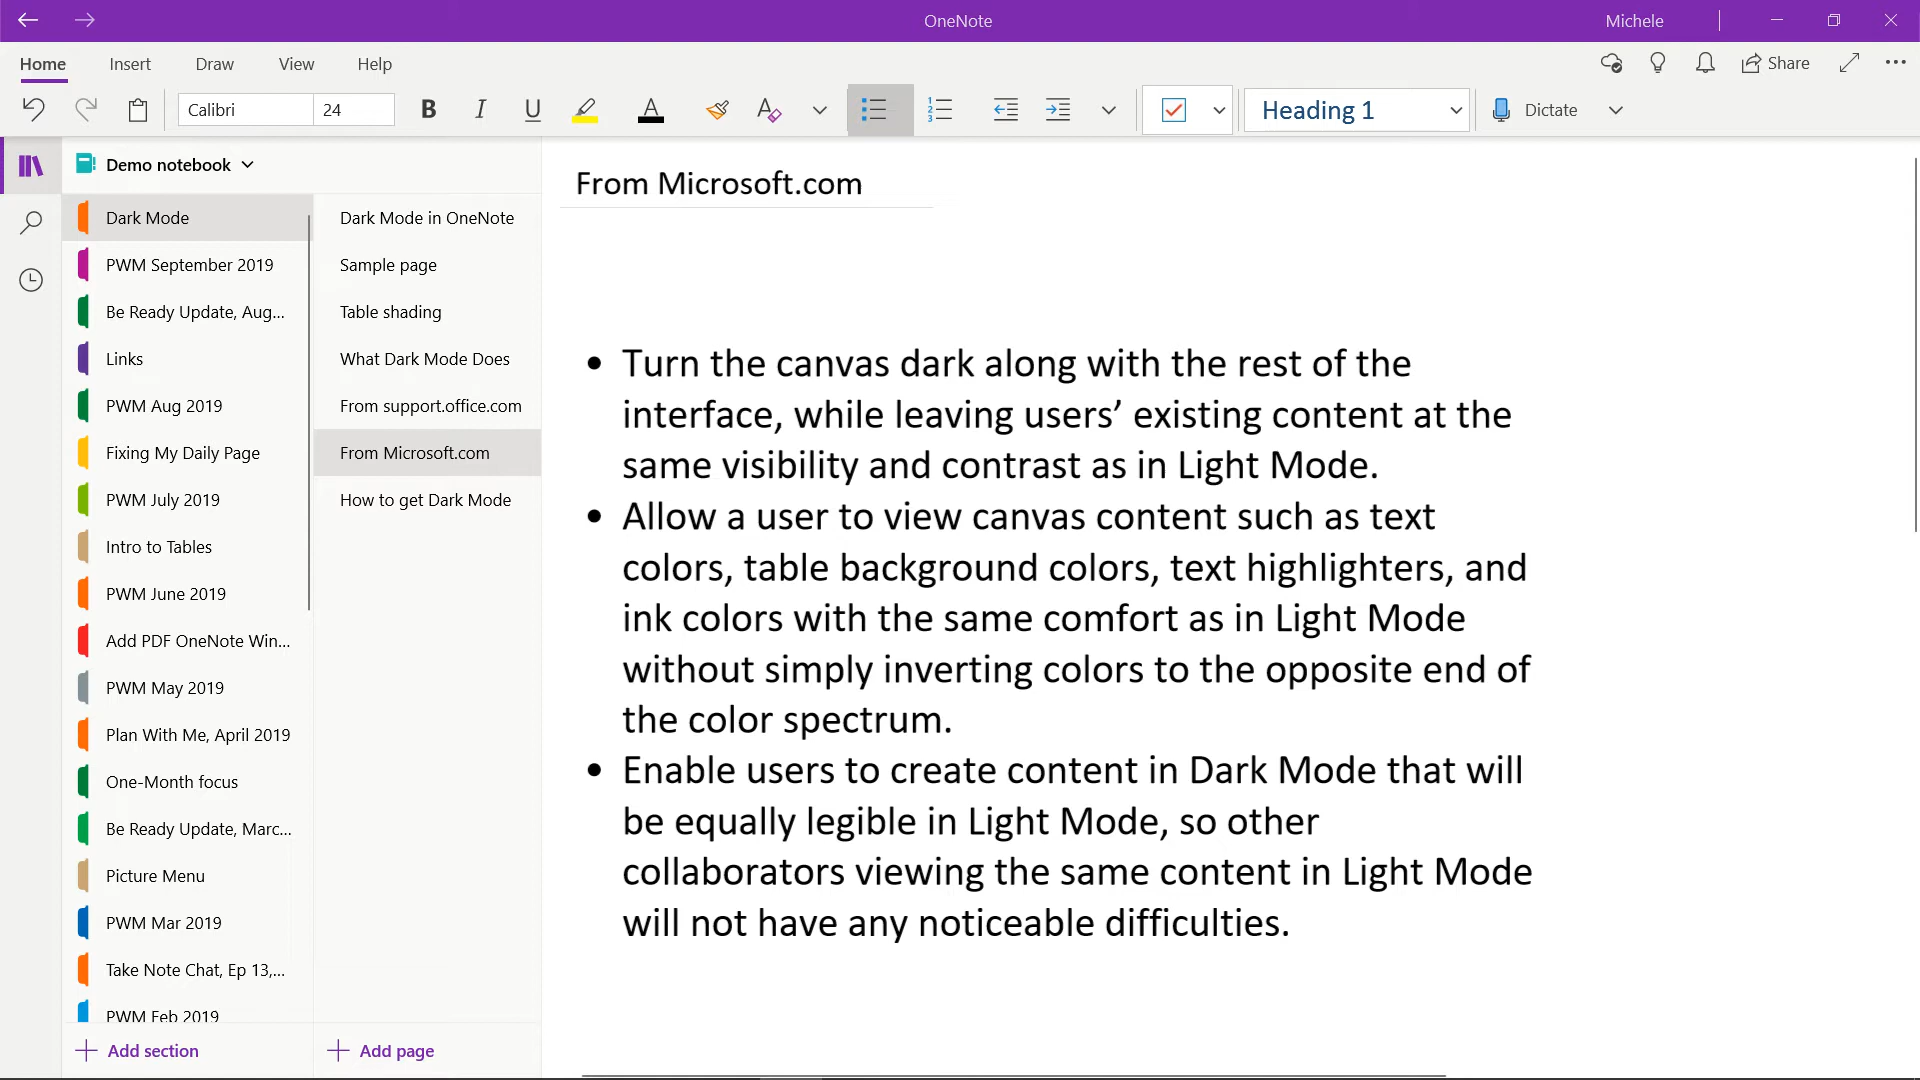 OneNote
Michele
Home
Insert
Draw
View
Help
Share
Calibri
24
B
I
U
A
A
Heading 1
Dictate
Demo notebook
Dark Mode
PWM September 2019
Be Ready Update, Aug...
Links
PWM Aug 2019
Fixing My Daily Page
PWM July 2019
Intro to Tables
PWM June 2019
Add PDF OneNote Win...
PWM May 2019
Plan With Me, April 2019
One-Month focus
Be Ready Update, Marc...
Picture Menu
PWM Mar 2019
Take Note Chat, Ep 13,...
PWM Feb 2019
Add section
Dark Mode in OneNote
Sample page
Table shading
What Dark Mode Does
From support.office.com
From Microsoft.com
How to get Dark Mode
Add page
From Microsoft.com
• Turn the canvas dark along with the rest of the
interface, while leaving users’ existing content at the
same visibility and contrast as in Light Mode.
• Allow a user to view canvas content such as text
colors, table background colors, text highlighters, and
ink colors with the same comfort as in Light Mode
without simply inverting colors to the opposite end of
the color spectrum.
• Enable users to create content in Dark Mode that will
be equally legible in Light Mode, so other
collaborators viewing the same content in Light Mode
will not have any noticeable difficulties.